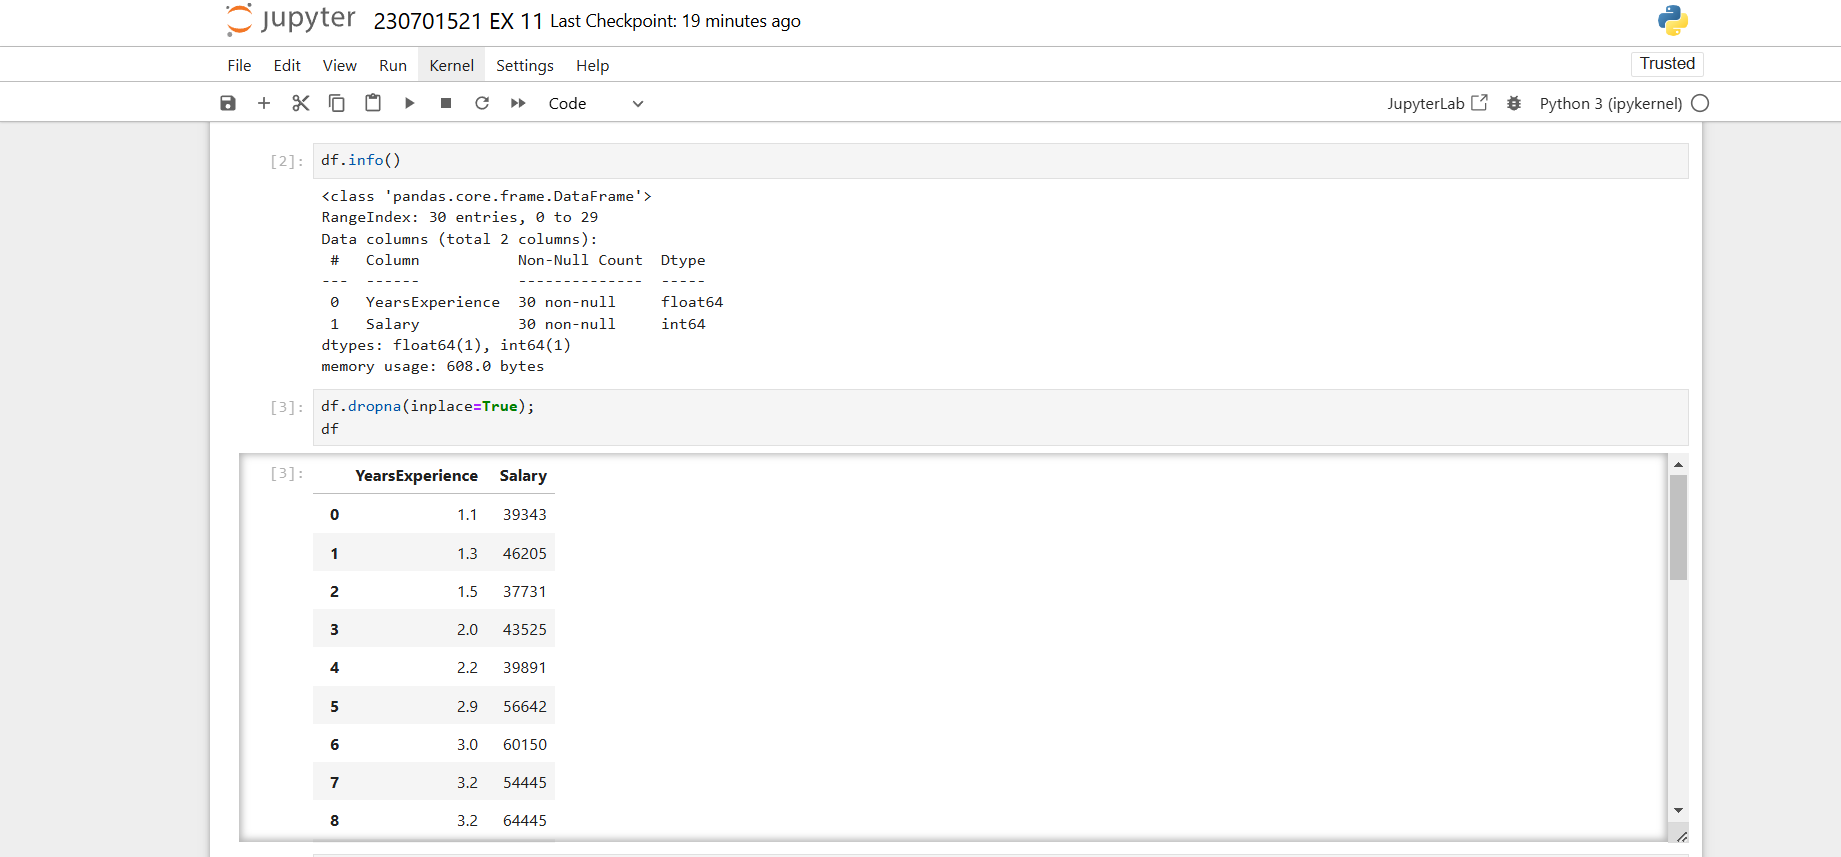 jupyter 230701521 EX 11 Last Checkpoint: 19 minutes ago
File Edit View Run Kernel Settings Help Trusted
Code JupyterLab Python 3 (ipykernel)
[2]: df.info()
<class 'pandas.core.frame.DataFrame'>
RangeIndex: 30 entries, 0 to 29
Data columns (total 2 columns):
 #   Column           Non-Null Count  Dtype
---  ------           --------------  -----
 0   YearsExperience  30 non-null     float64
 1   Salary           30 non-null     int64
dtypes: float64(1), int64(1)
memory usage: 608.0 bytes
[3]: df.dropna(inplace=True);
df
[3]: YearsExperience Salary
0 1.1 39343
1 1.3 46205
2 1.5 37731
3 2.0 43525
4 2.2 39891
5 2.9 56642
6 3.0 60150
7 3.2 54445
8 3.2 64445